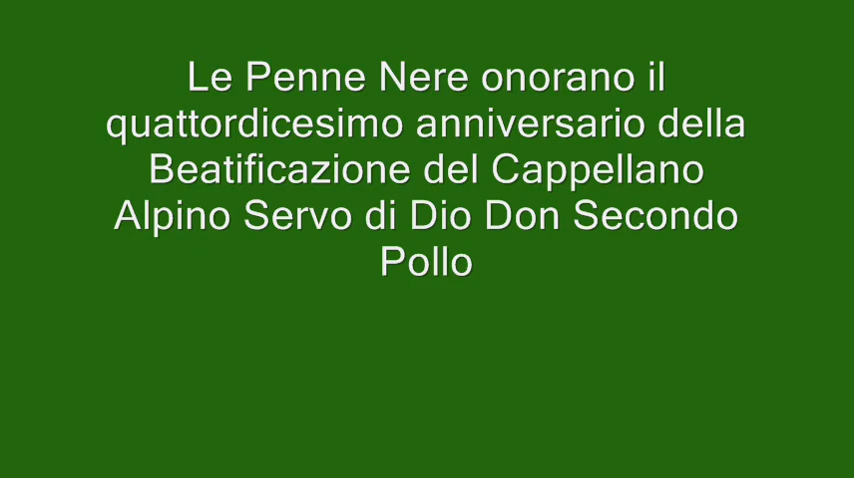 Le Penne Nere onorano il
quattordicesimo anniversario della
Beatificazione del Cappellano
Alpino Servo di Dio Don Secondo
Pollo